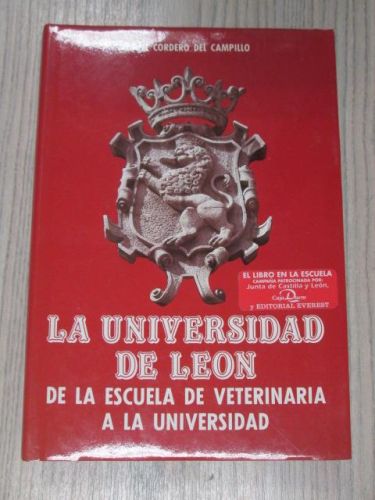 CORDERO DEL CAMPILLO
EL LIBRO EN LA ESCUELA
CAMPAÑA PATROCINADA POR:
Junta de Castilla y León,
Caja Duero
y EDITORIAL EVEREST
LA UNIVERSIDAD
DE LEON
DE LA ESCUELA DE VETERINARIA
A LA UNIVERSIDAD